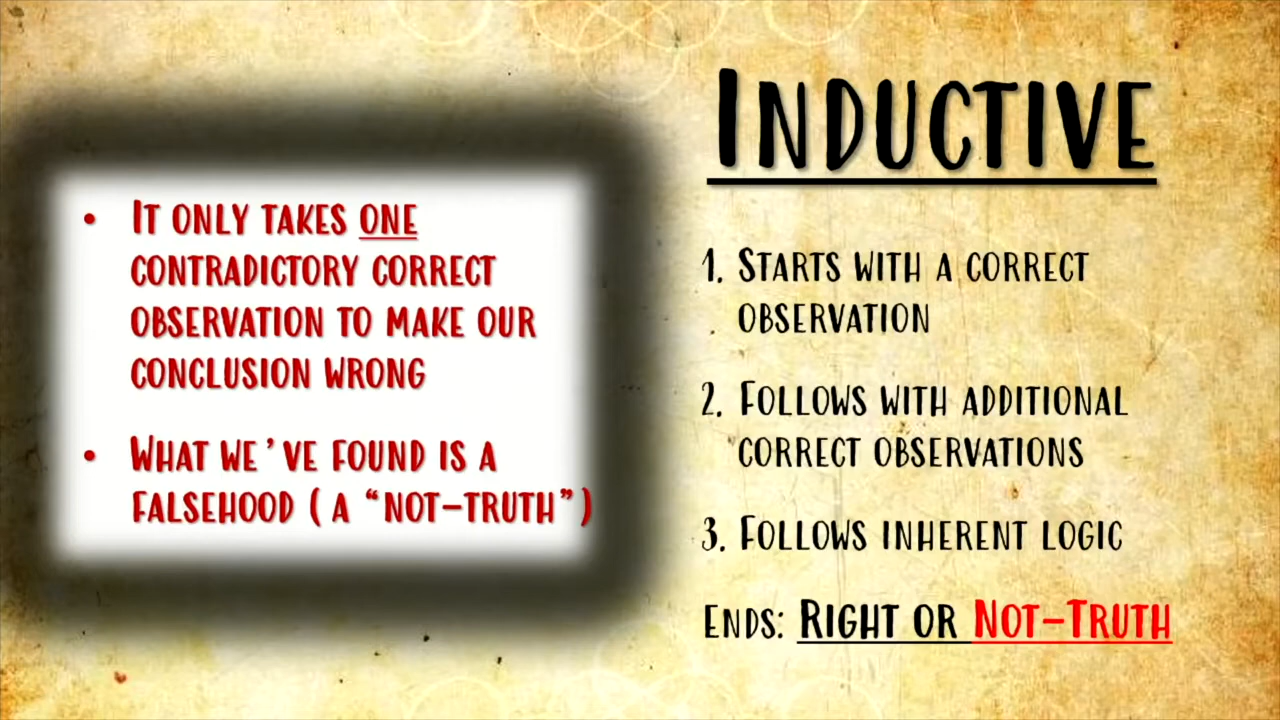 INDUCTIVE
• IT ONLY TAKES ONE
CONTRADICTORY CORRECT
OBSERVATION TO MAKE OUR
CONCLUSION WRONG
• WHAT WE'VE FOUND IS A
FALSEHOOD (A “NOT-TRUTH”)
1. STARTS WITH A CORRECT
OBSERVATION
2. FOLLOWS WITH ADDITIONAL
CORRECT OBSERVATIONS
3. FOLLOWS INHERENT LOGIC
ENDS: RIGHT OR NOT-TRUTH